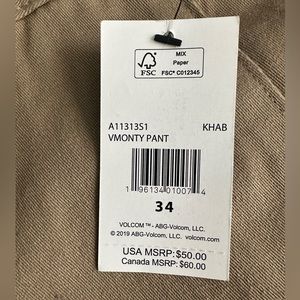 MIX
Paper
FSC
FSC® C012345
A11313S1 KHAB
VMONTY PANT
1 96134 01007 4
34
VOLCOM™ - ABG-Volcom, LLC.
© 2019 ABG-Volcom, LLC. volcom.com
USA MSRP: $50.00
Canada MSRP: $60.00